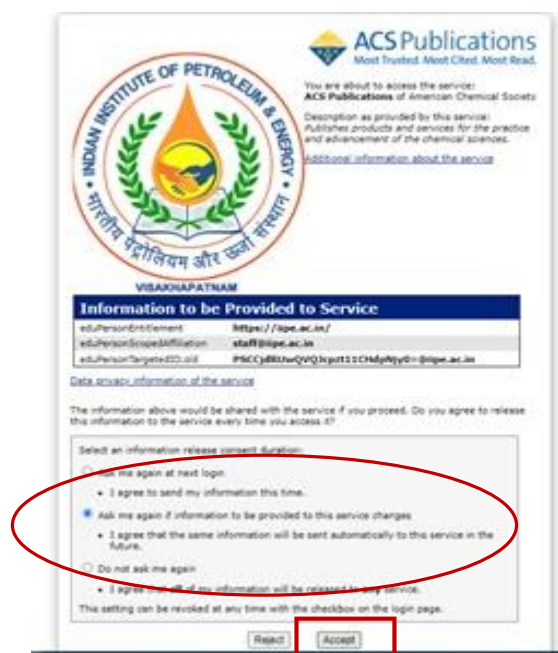 ACS Publications
Most Trusted. Most Cited. Most Read.
INDIAN INSTITUTE OF PETROLEUM & ENERGY
भारतीय पेट्रोलियम और ऊर्जा संस्थान
VISAKHAPATNAM
You are about to access the service:
ACS Publications of American Chemical Society
Description as provided by this service:
Publishes products and services for the practice
and advancement of the chemical sciences.
Additional information about the service
Information to be Provided to Service
eduPersonEntitlement https://iipe.ac.in/
eduPersonScopedAffiliation staff@iipe.ac.in
eduPersonTargetedID.old
Data privacy information of the service
The information above would be shared with the service if you proceed. Do you agree to release
this information to the service every time you access it?
Select an information release consent duration:
Ask me again at next login
• I agree to send my information this time.
Ask me again if information to be provided to this service changes
• I agree that the same information will be sent automatically to this service in the
future.
Do not ask me again
• I agree that all of my information will be released to any service.
This setting can be revoked at any time with the checkbox on the login page.
Reject Accept